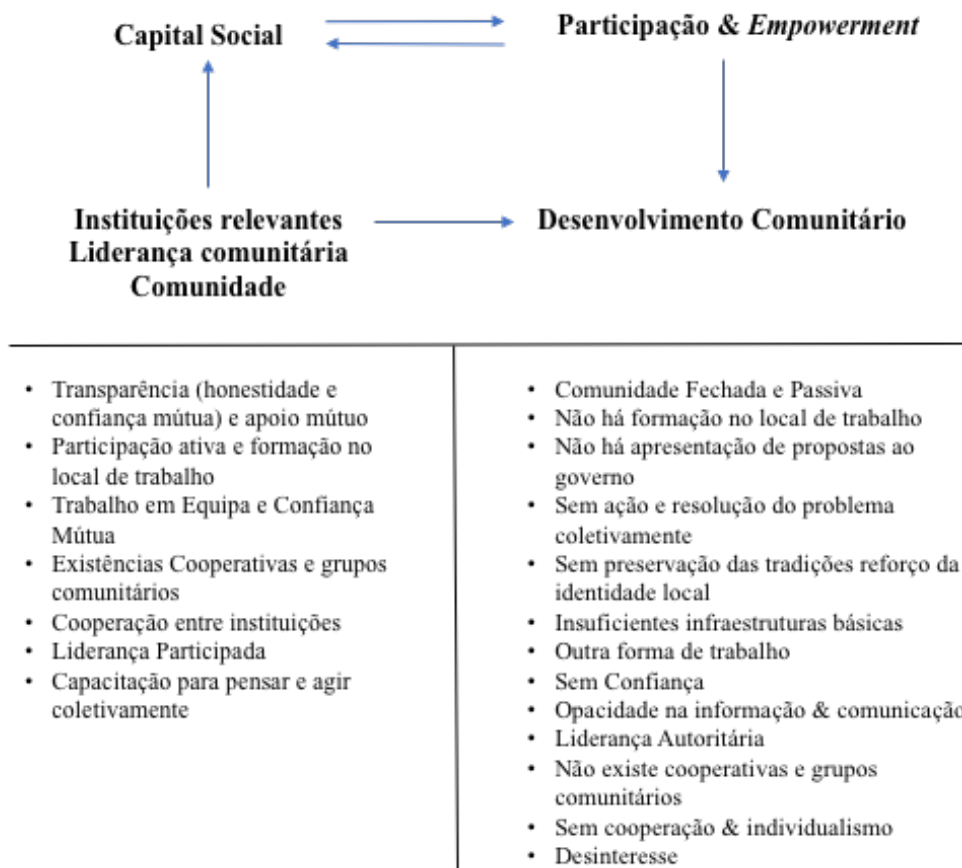 Capital Social
Participação & Empowerment
Instituições relevantes
Liderança comunitária
Comunidade
Desenvolvimento Comunitário
• Transparência (honestidade e
confiança mútua) e apoio mútuo
• Participação ativa e formação no
local de trabalho
• Trabalho em Equipa e Confiança
Mútua
• Existências Cooperativas e grupos
comunitários
• Cooperação entre instituições
• Liderança Participada
• Capacitação para pensar e agir
coletivamente
• Comunidade Fechada e Passiva
• Não há formação no local de trabalho
• Não há apresentação de propostas ao
governo
• Sem ação e resolução do problema
coletivamente
• Sem preservação das tradições reforço da
identidade local
• Insuficientes infraestruturas básicas
• Outra forma de trabalho
• Sem Confiança
• Opacidade na informação & comunicação
• Liderança Autoritária
• Não existe cooperativas e grupos
comunitários
• Sem cooperação & individualismo
• Desinteresse